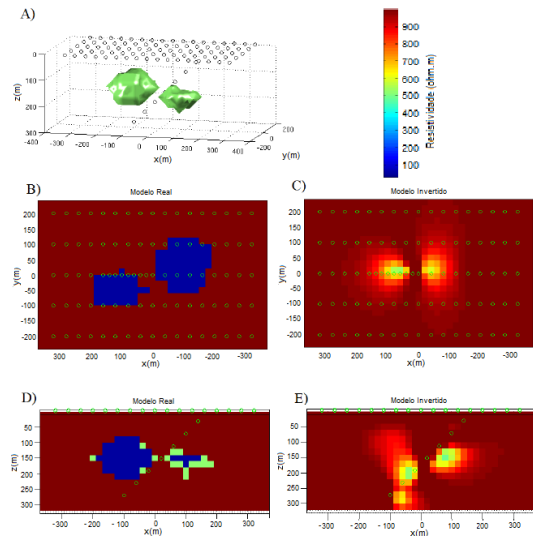 A)
z(m)
0
100
200
300
-400 -300 -200 -100 0 100 200 300 400
x(m)
-200
0
200
y(m)
900
800
700
600
500
400
300
200
100
Resistividade (ohm.m)
B)
Modelo Real
y(m)
200
150
100
50
0
-50
-100
-150
-200
300 200 100 0 -100 -200 -300
x(m)
C)
Modelo Invertido
y(m)
200
150
100
50
0
-50
-100
-150
-200
300 200 100 0 -100 -200 -300
x(m)
D)
Modelo Real
z(m)
50
100
150
200
250
300
-300 -200 -100 0 100 200 300
x(m)
E)
Modelo Invertido
z(m)
50
100
150
200
250
300
-300 -200 -100 0 100 200 300
x(m)